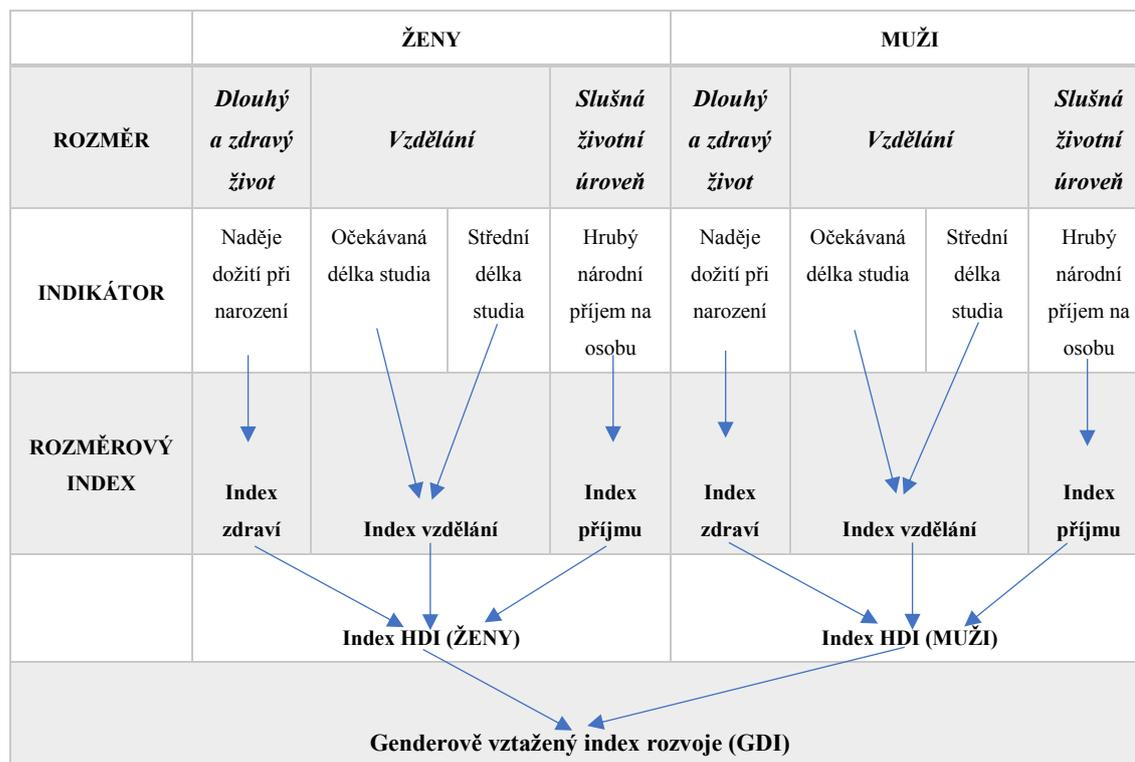 ŽENY
MUŽI
ROZMĚR
Dlouhý
a zdravý
život
Vzdělání
Slušná
životní
úroveň
Dlouhý
a zdravý
život
Vzdělání
Slušná
životní
úroveň
INDIKÁTOR
Naděje
dožití při
narození
Očekávaná
délka studia
Střední
délka
studia
Hrubý
národní
příjem na
osobu
Naděje
dožití při
narození
Očekávaná
délka studia
Střední
délka
studia
Hrubý
národní
příjem na
osobu
ROZMĚROVÝ
INDEX
Index
zdraví
Index vzdělání
Index
příjmu
Index
zdraví
Index vzdělání
Index
příjmu
Index HDI (ŽENY)
Index HDI (MUŽI)
Genderově vztažený index rozvoje (GDI)